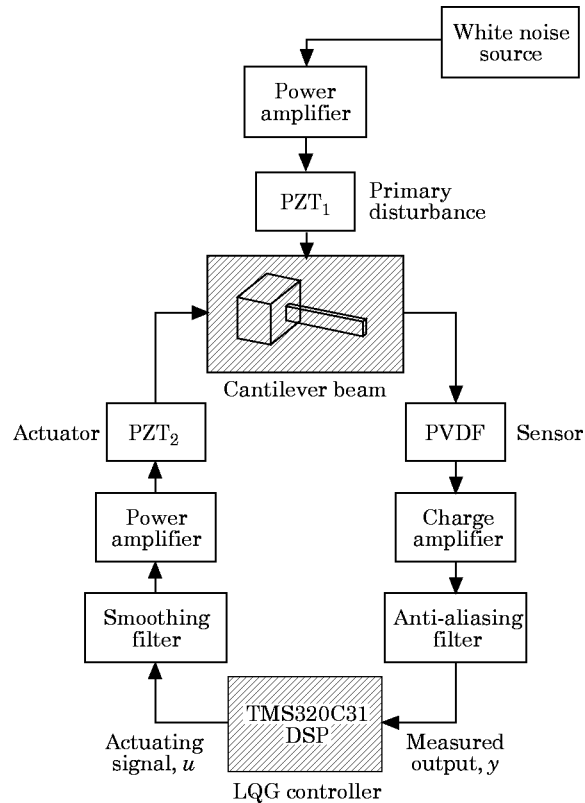 White noise
source
Power
amplifier
PZT₁
Primary
disturbance
Cantilever beam
Actuator
PZT₂
PVDF
Sensor
Power
amplifier
Charge
amplifier
Smoothing
filter
Anti-aliasing
filter
TMS320C31
DSP
Actuating
signal, u
Measured
output, y
LQG controller